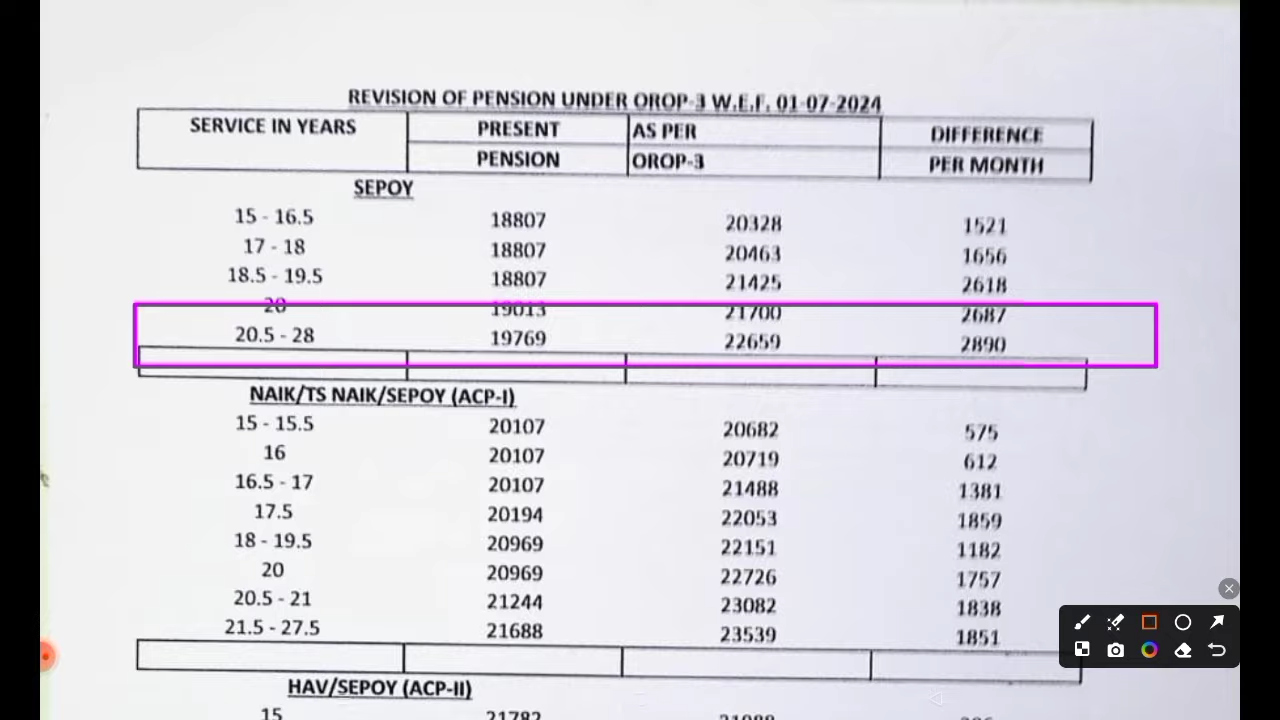 REVISION OF PENSION UNDER OROP-3 W.E.F. 01-07-2024
SERVICE IN YEARS PRESENT PENSION AS PER OROP-3 DIFFERENCE PER MONTH
SEPOY
15 - 16.5 18807 20328 1521
17 - 18 18807 20463 1656
18.5 - 19.5 18807 21425 2618
20 19013 21700 2687
20.5 - 28 19769 22659 2890
NAIK/TS NAIK/SEPOY (ACP-I)
15 - 15.5 20107 20682 575
16 20107 20719 612
16.5 - 17 20107 21488 1381
17.5 20194 22053 1859
18 - 19.5 20969 22151 1182
20 20969 22726 1757
20.5 - 21 21244 23082 1838
21.5 - 27.5 21688 23539 1851
HAV/SEPOY (ACP-II)
15 21782